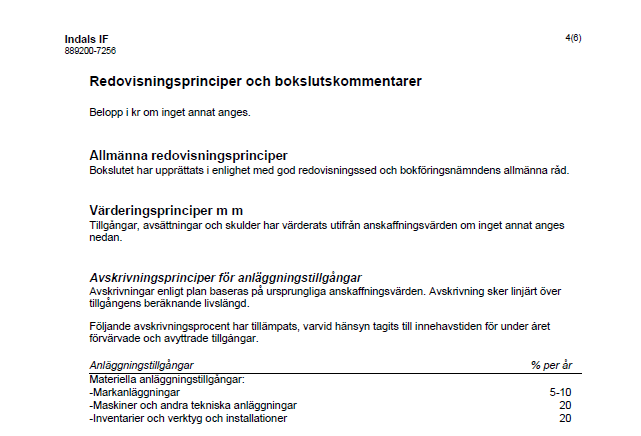 Indals IF 4(6)
889200-7256
Redovisningsprinciper och bokslutskommentarer
Belopp i kr om inget annat anges.
Allmänna redovisningsprinciper
Bokslutet har upprättats i enlighet med god redovisningssed och bokföringsnämndens allmänna råd.
Värderingsprinciper m m
Tillgångar, avsättningar och skulder har värderats utifrån anskaffningsvärden om inget annat anges
nedan.
Avskrivningsprinciper för anläggningstillgångar
Avskrivningar enligt plan baseras på ursprungliga anskaffningsvärden. Avskrivning sker linjärt över
tillgångens beräknande livslängd.
Följande avskrivningsprocent har tillämpats, varvid hänsyn tagits till innehavstiden för under året
förvärvade och avyttrade tillgångar.
Anläggningstillgångar % per år
Materiella anläggningstillgångar:
-Markanläggningar 5-10
-Maskiner och andra tekniska anläggningar 20
-Inventarier och verktyg och installationer 20